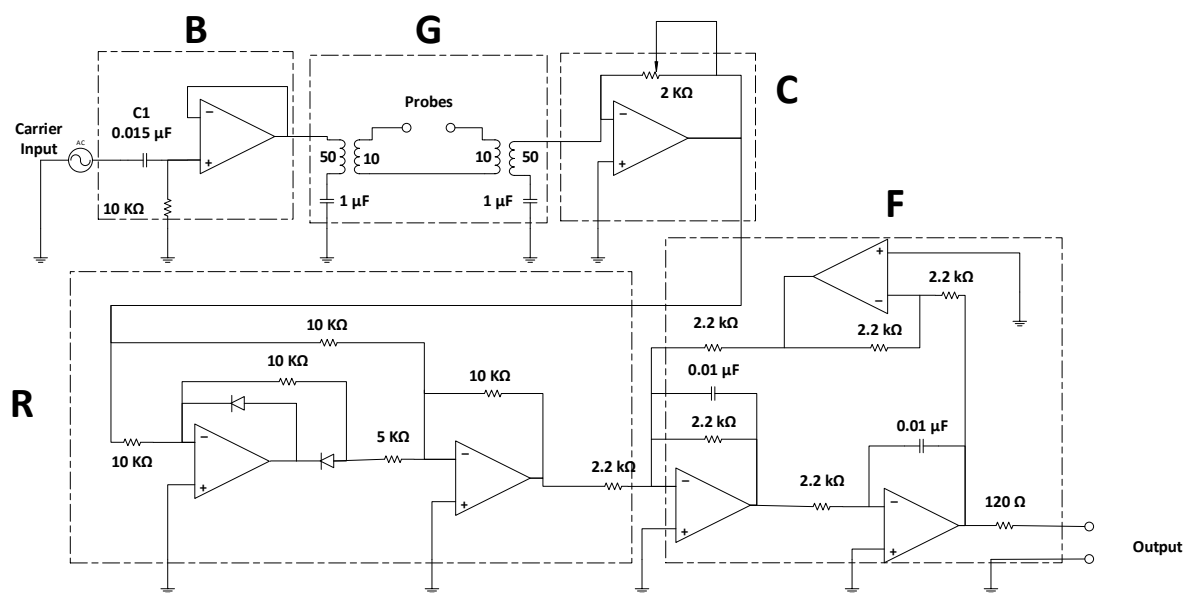 B
G
C
C1
0.015 µF
Carrier
Input
AC
10 KΩ
−
+
Probes
50
10
10
50
1 µF
1 µF
2 KΩ
−
+
F
+
−
2.2 kΩ
2.2 kΩ
2.2 kΩ
R
10 KΩ
10 KΩ
10 KΩ
10 KΩ
5 KΩ
−
+
−
+
0.01 µF
2.2 kΩ
2.2 kΩ
−
+
2.2 kΩ
0.01 µF
−
+
120 Ω
Output